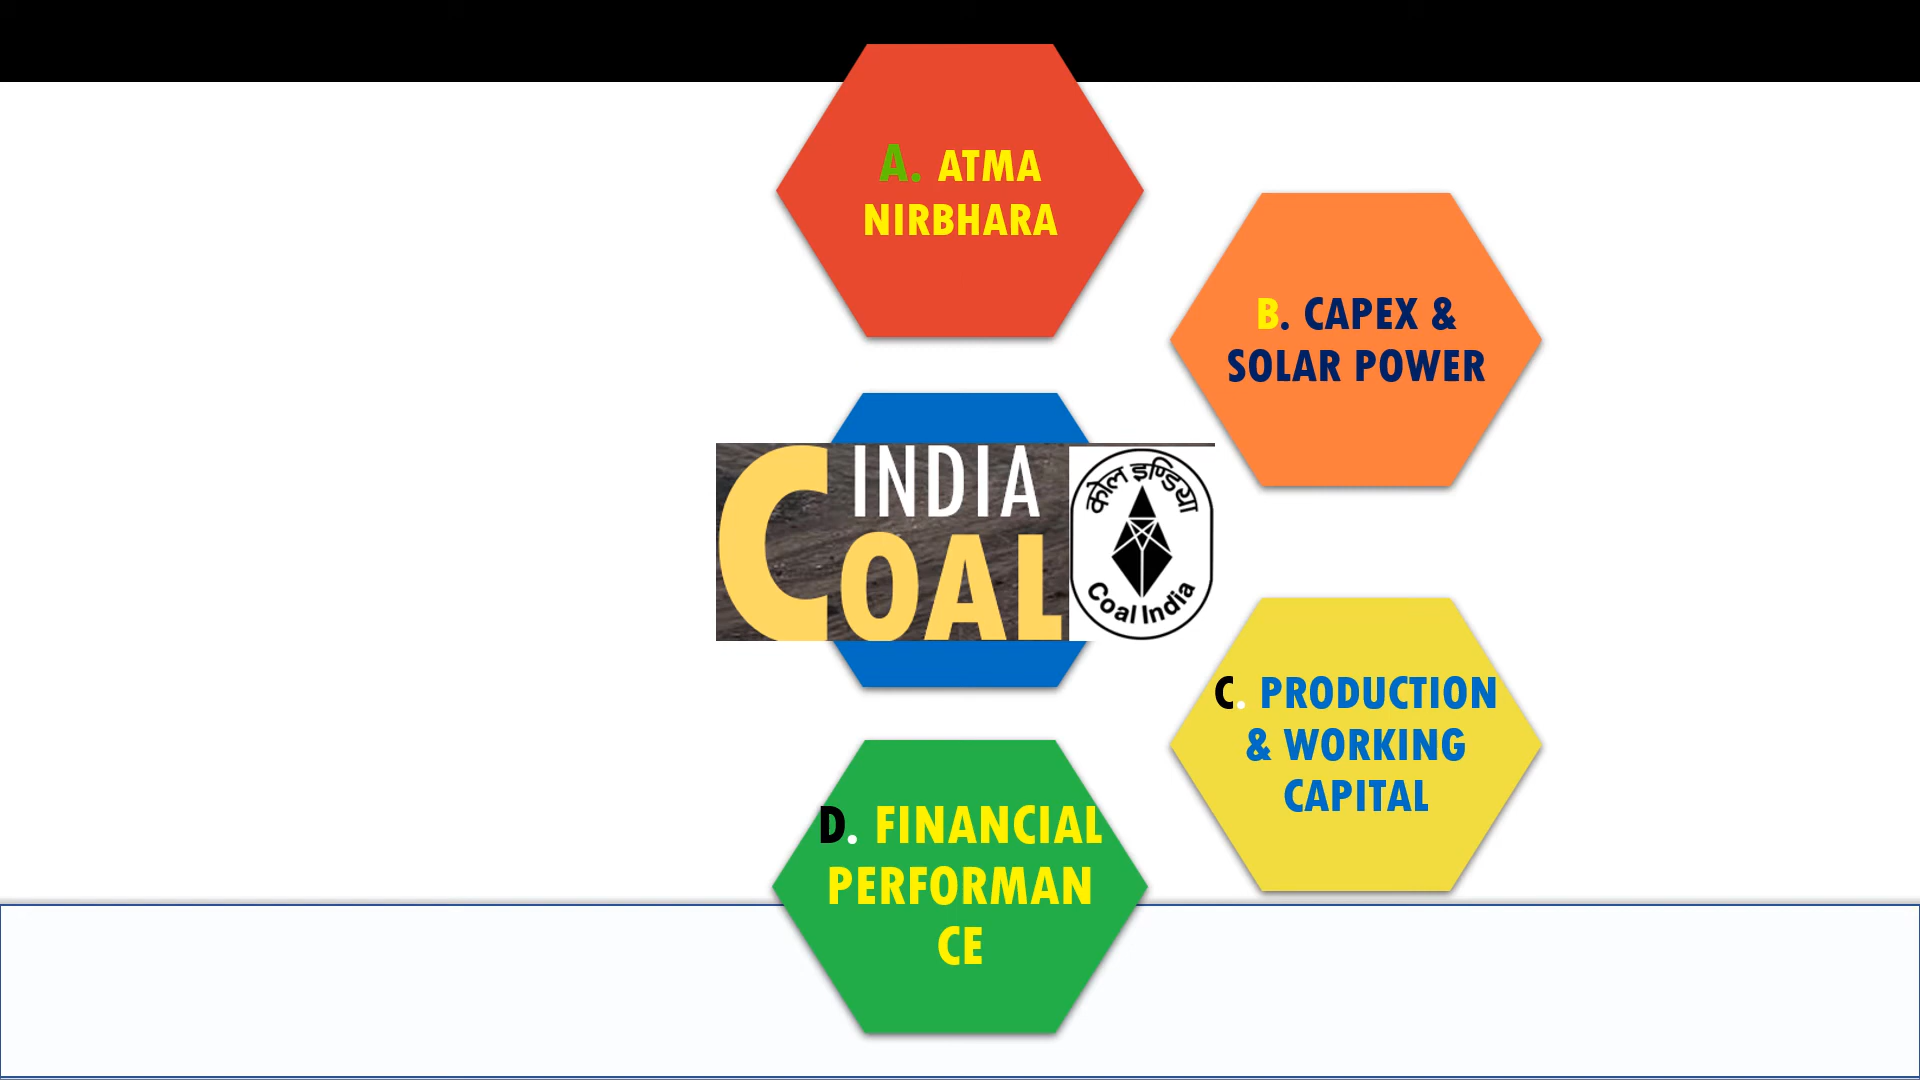 A. ATMA
NIRBHARA
B. CAPEX &
SOLAR POWER
INDIA
COAL
कोल इण्डिया
Coal India
C. PRODUCTION
& WORKING
CAPITAL
D. FINANCIAL
PERFORMAN
CE